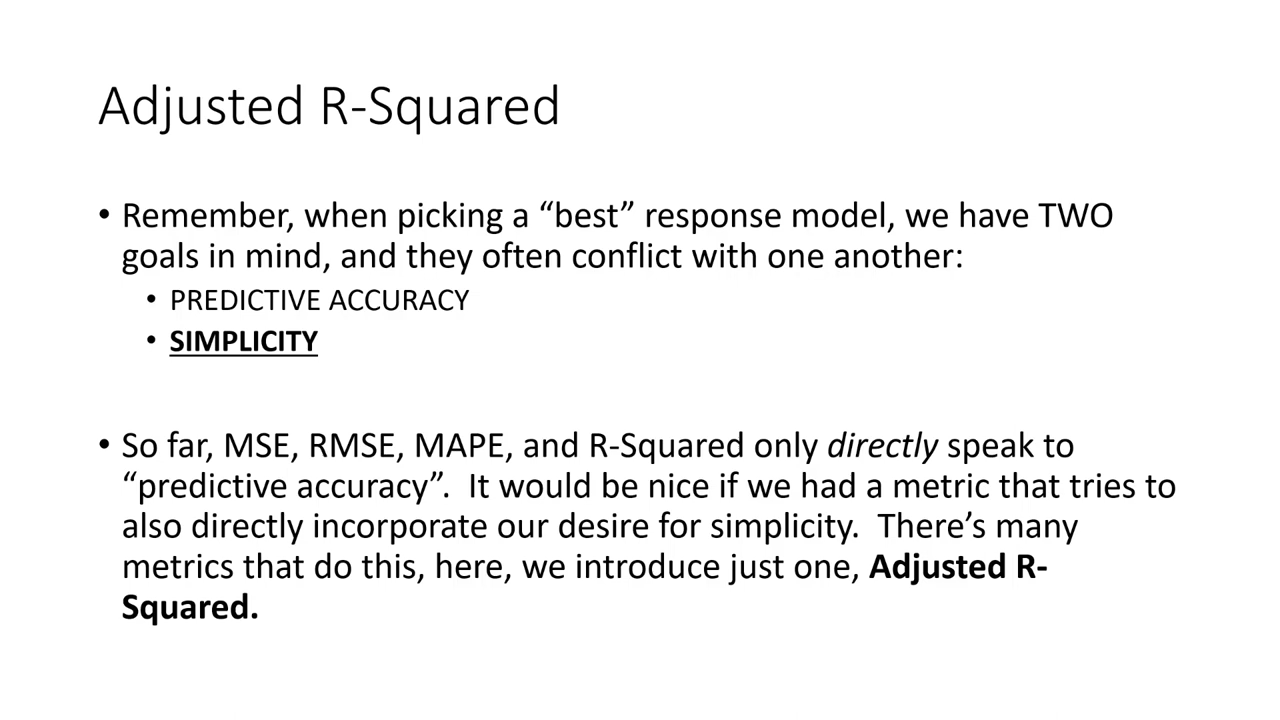 Adjusted R-Squared
• Remember, when picking a “best” response model, we have TWO
goals in mind, and they often conflict with one another:
• PREDICTIVE ACCURACY
• SIMPLICITY
• So far, MSE, RMSE, MAPE, and R-Squared only directly speak to
“predictive accuracy”.  It would be nice if we had a metric that tries to
also directly incorporate our desire for simplicity.  There’s many
metrics that do this, here, we introduce just one, Adjusted R-
Squared.